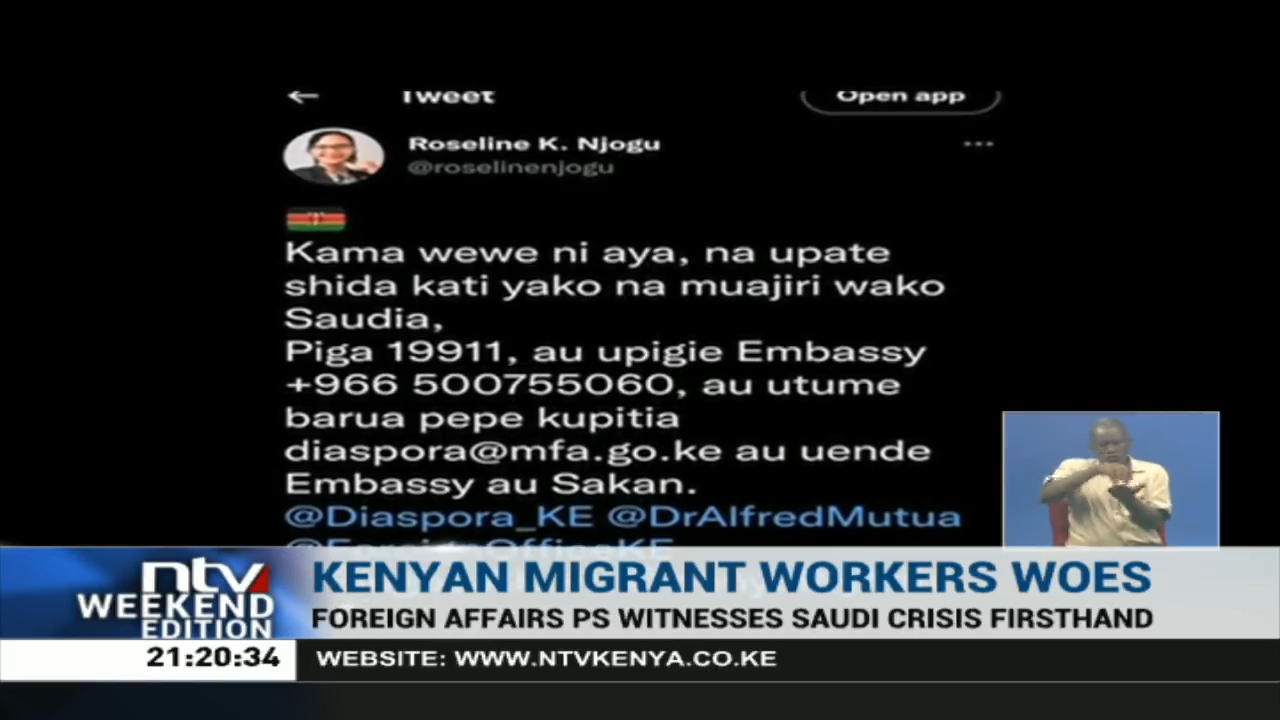 Tweet
Open app
Roseline K. Njogu
@roselinenjogu
Kama wewe ni aya, na upate
shida kati yako na muajiri wako
Saudia,
Piga 19911, au upigie Embassy
+966 500755060, au utume
barua pepe kupitia
diaspora@mfa.go.ke au uende
Embassy au Sakan.
@Diaspora_KE @DrAlfredMutua
ntv
WEEKEND
EDITION
KENYAN MIGRANT WORKERS WOES
FOREIGN AFFAIRS PS WITNESSES SAUDI CRISIS FIRSTHAND
21:20:34
WEBSITE: WWW.NTVKENYA.CO.KE